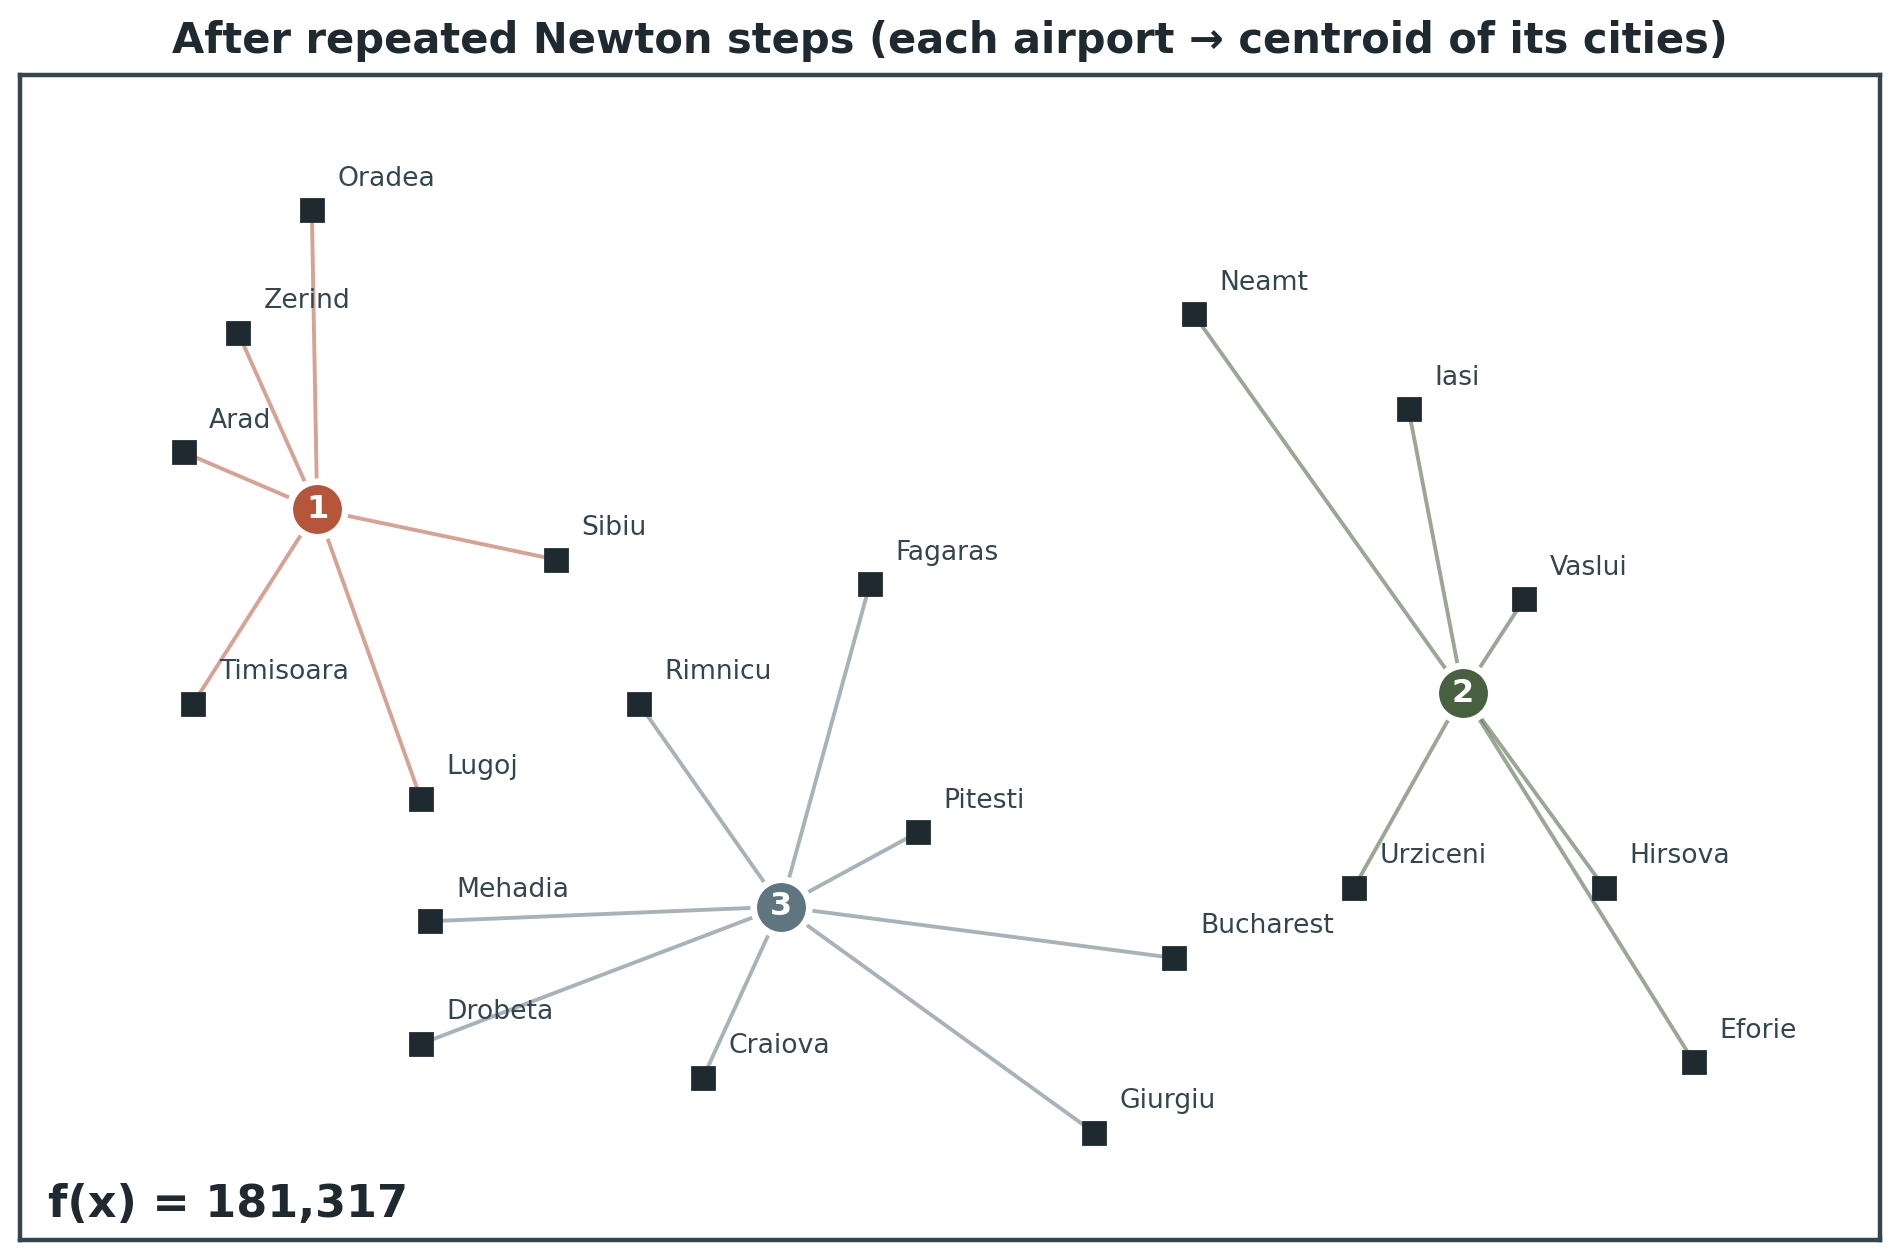 After repeated Newton steps (each airport → centroid of its cities)
Oradea
Neamt
Zerind
Iasi
Arad
1
Sibiu
Fagaras
Vaslui
Timisoara
Rimnicu
2
Lugoj
Pitesti
Urziceni
Hirsova
Mehadia
3
Bucharest
Drobeta
Craiova
Eforie
Giurgiu
f(x) = 181,317